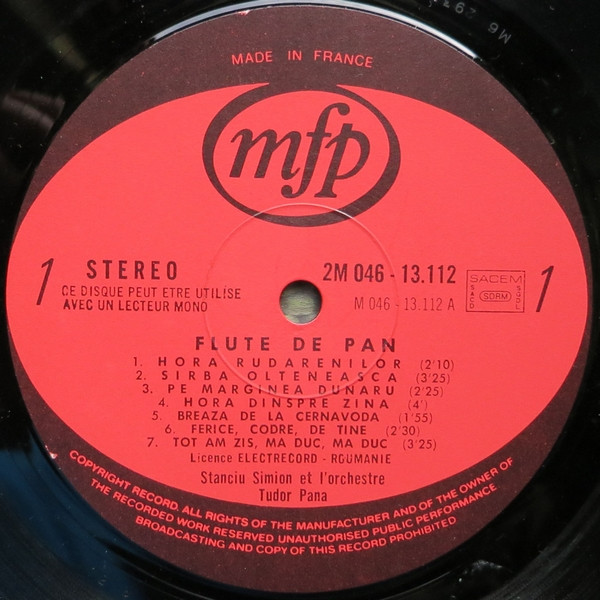 MADE IN FRANCE
mfp
1
STEREO
CE DISQUE PEUT ETRE UTILISE
AVEC UN LECTEUR MONO
2M 046 - 13.112
M 046 - 13.112 A
SACEM
SDRM
1
FLUTE DE PAN
1. HORA RUDARENILOR (2'10)
2. SIRBA OLTENEASCA (3'25)
3. PE MARGINEA DUNARU (2'25)
4. HORA DINSPRE ZINA (4')
5. BREAZA DE LA CERNAVODA (1'55)
6. FERICE, CODRE, DE TINE (2'30)
7. TOT AM ZIS, MA DUC, MA DUC (3'25)
Licence ELECTRECORD - ROUMANIE
Stanciu Simion et l'orchestre
Tudor Pana
COPYRIGHT RECORD. ALL RIGHTS OF THE MANUFACTURER AND OF THE OWNER OF
THE RECORDED WORK RESERVED UNAUTHORISED PUBLIC PERFORMANCE
BROADCASTING AND COPY OF THIS RECORD PROHIBITED